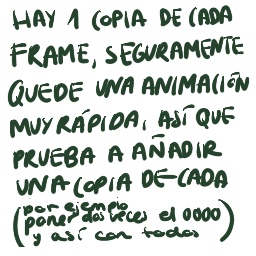 HAY 1 COPIA DE CADA
FRAME, SEGURAMENTE
QUEDE UNA ANIMACIÓN
MUY RÁPIDA, ASÍ QUE
PRUEBA A AÑADIR
UNA COPIA DE CADA
(por ejemplo
poner dos veces el 0000
y así con todos)